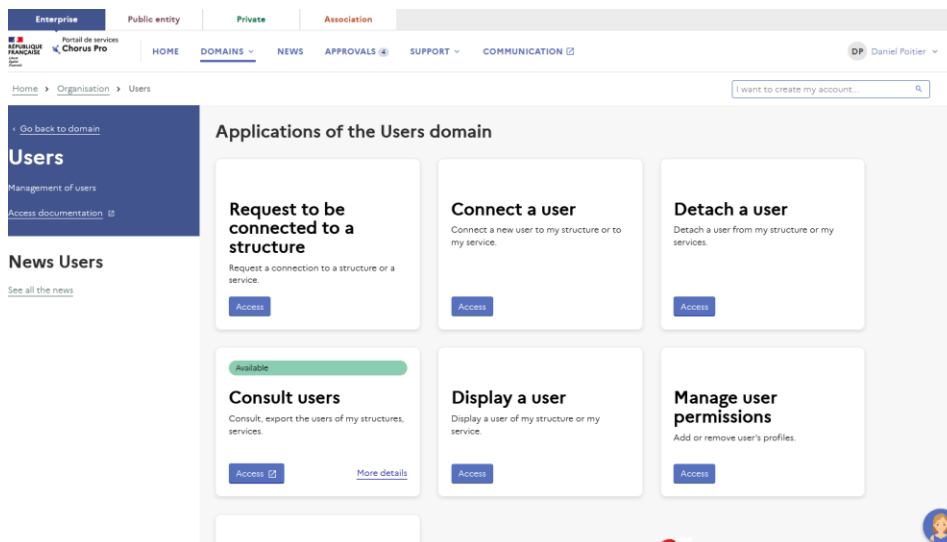 Enterprise
Public entity
Private
Association
RÉPUBLIQUE
FRANÇAISE
Portail de services
Chorus Pro
HOME
DOMAINS
NEWS
APPROVALS 4
SUPPORT
COMMUNICATION
DP
Daniel Poitier
Home > Organisation > Users
I want to create my account...
Go back to domain
Users
Management of users
Access documentation
News Users
See all the news
Applications of the Users domain
Request to be
connected to a
structure
Request a connection to a structure or a
service.
Access
Connect a user
Connect a new user to my structure or to
my service.
Access
Detach a user
Detach a user from my structure or my
services.
Access
Available
Consult users
Consult, export the users of my structures,
services.
Access
More details
Display a user
Display a user of my structure or my
service.
Access
Manage user
permissions
Add or remove user's profiles.
Access